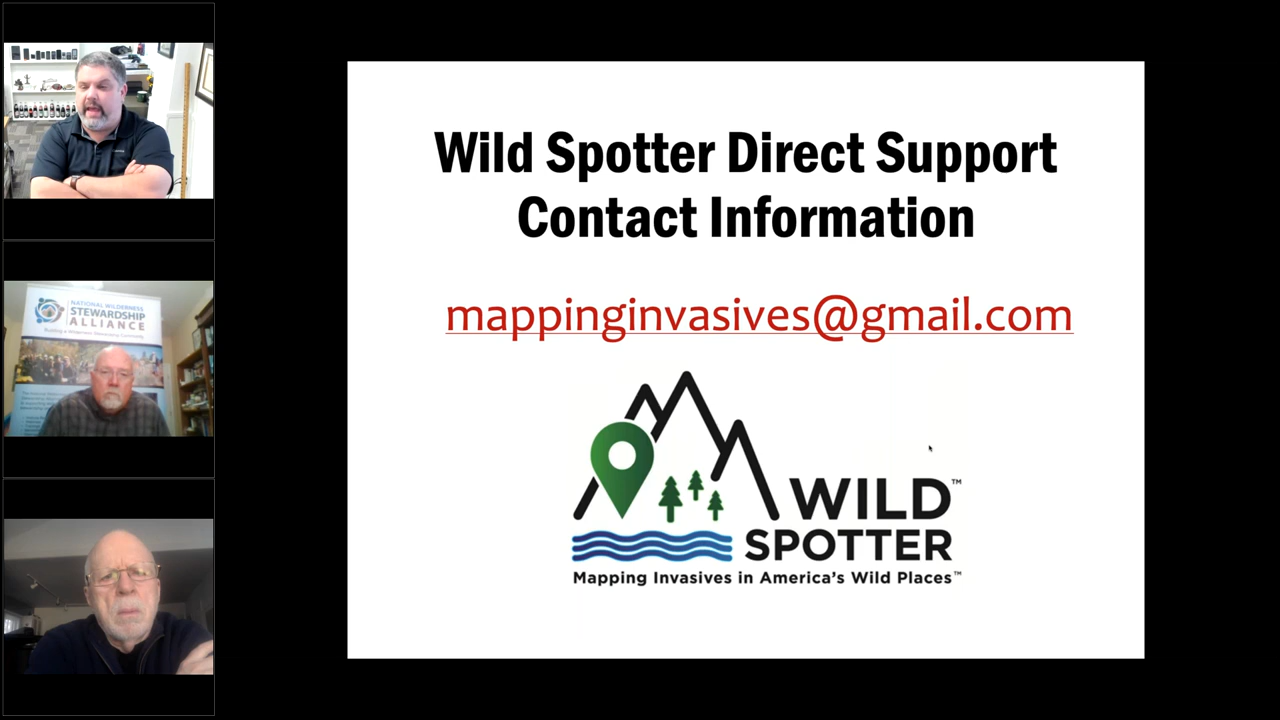 NATIONAL WILDERNESS
STEWARDSHIP
ALLIANCE
Wild Spotter Direct Support
Contact Information
mappinginvasives@gmail.com
WILD™
SPOTTER
Mapping Invasives in America's Wild Places™